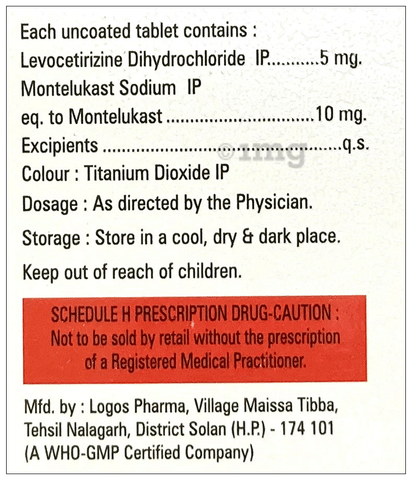 Each uncoated tablet contains :
Levocetirizine Dihydrochloride IP..........5 mg.
Montelukast Sodium IP
eq. to Montelukast ..............................10 mg.
Excipients ................................................q.s.
Colour : Titanium Dioxide IP
Dosage : As directed by the Physician.
Storage : Store in a cool, dry & dark place.
Keep out of reach of children.
SCHEDULE H PRESCRIPTION DRUG-CAUTION :
Not to be sold by retail without the prescription
of a Registered Medical Practitioner.
Mfd. by : Logos Pharma, Village Maissa Tibba,
Tehsil Nalagarh, District Solan (H.P.) - 174 101
(A WHO-GMP Certified Company)
1mg